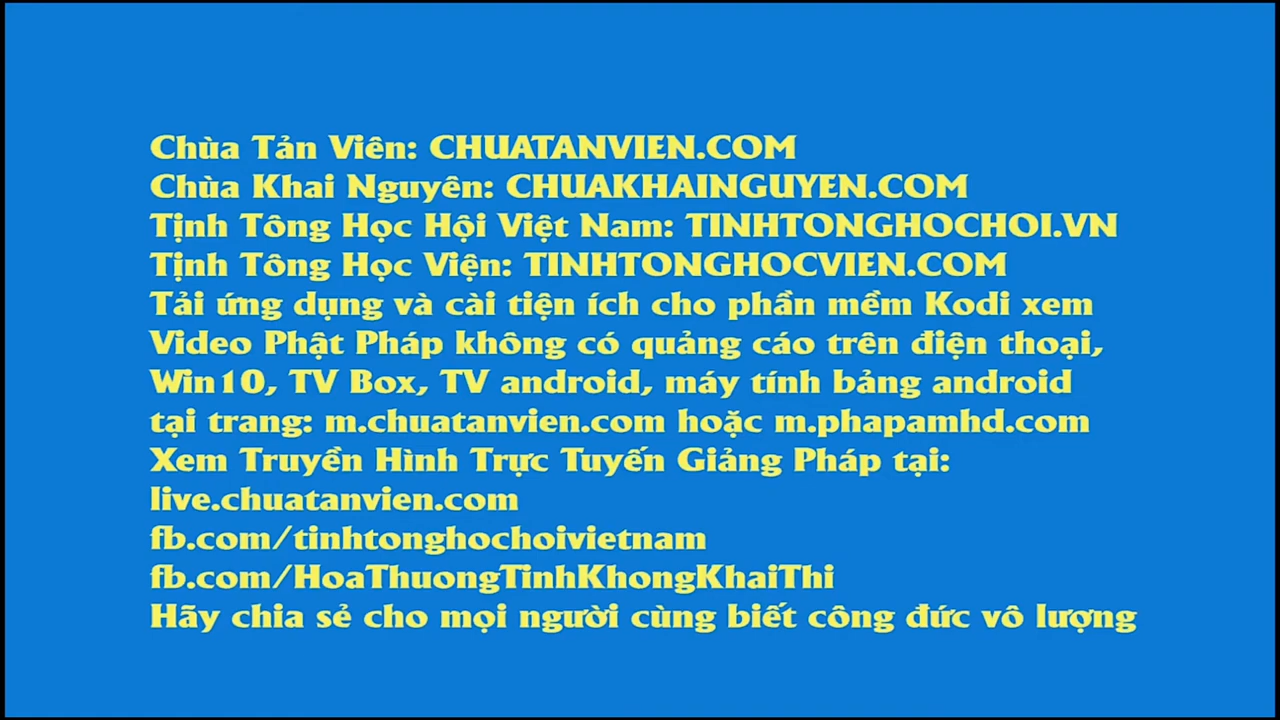 Chùa Tản Viên: CHUATANVIEN.COM
Chùa Khai Nguyên: CHUAKHAINGUYEN.COM
Tịnh Tông Học Hội Việt Nam: TINHTONGHOCHOI.VN
Tịnh Tông Học Viện: TINHTONGHOCVIEN.COM
Tải ứng dụng và cài tiện ích cho phần mềm Kodi xem
Video Phật Pháp không có quảng cáo trên điện thoại,
Win10, TV Box, TV android, máy tính bảng android
tại trang: m.chuatanvien.com hoặc m.phapamhd.com
Xem Truyền Hình Trực Tuyến Giảng Pháp tại:
live.chuatanvien.com
fb.com/tinhtonghochoivietnam
fb.com/HoaThuongTinhKhongKhaiThi
Hãy chia sẻ cho mọi người cùng biết công đức vô lượng